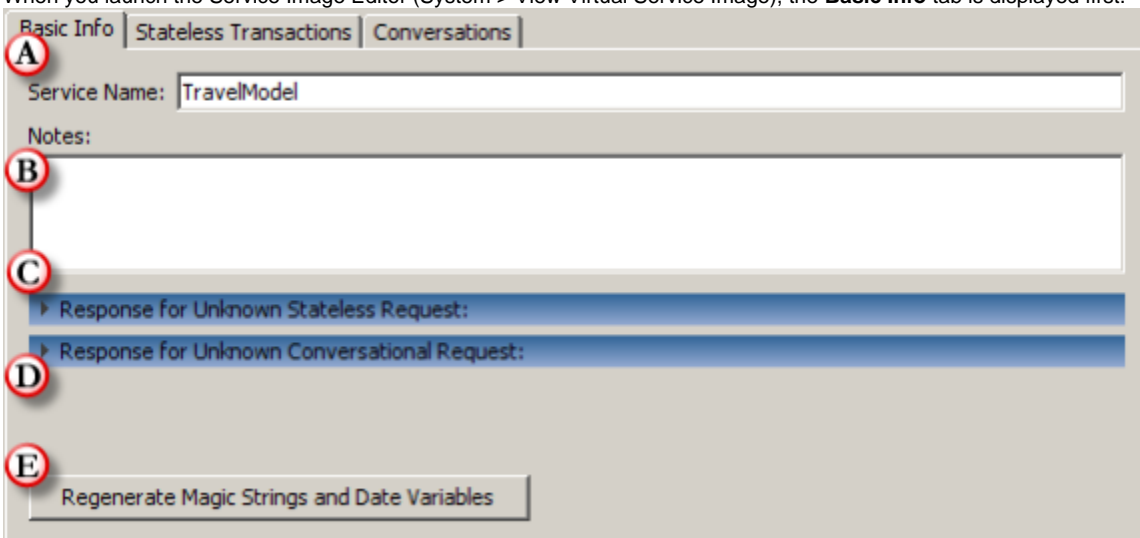 When you launch the Service Image Editor (System > View Virtual Service Image), the Basic Info tab is displayed first.
Basic Info Stateless Transactions Conversations
A
Service Name: TravelModel
Notes:
B
C
Response for Unknown Stateless Request:
Response for Unknown Conversational Request:
D
E
Regenerate Magic Strings and Date Variables